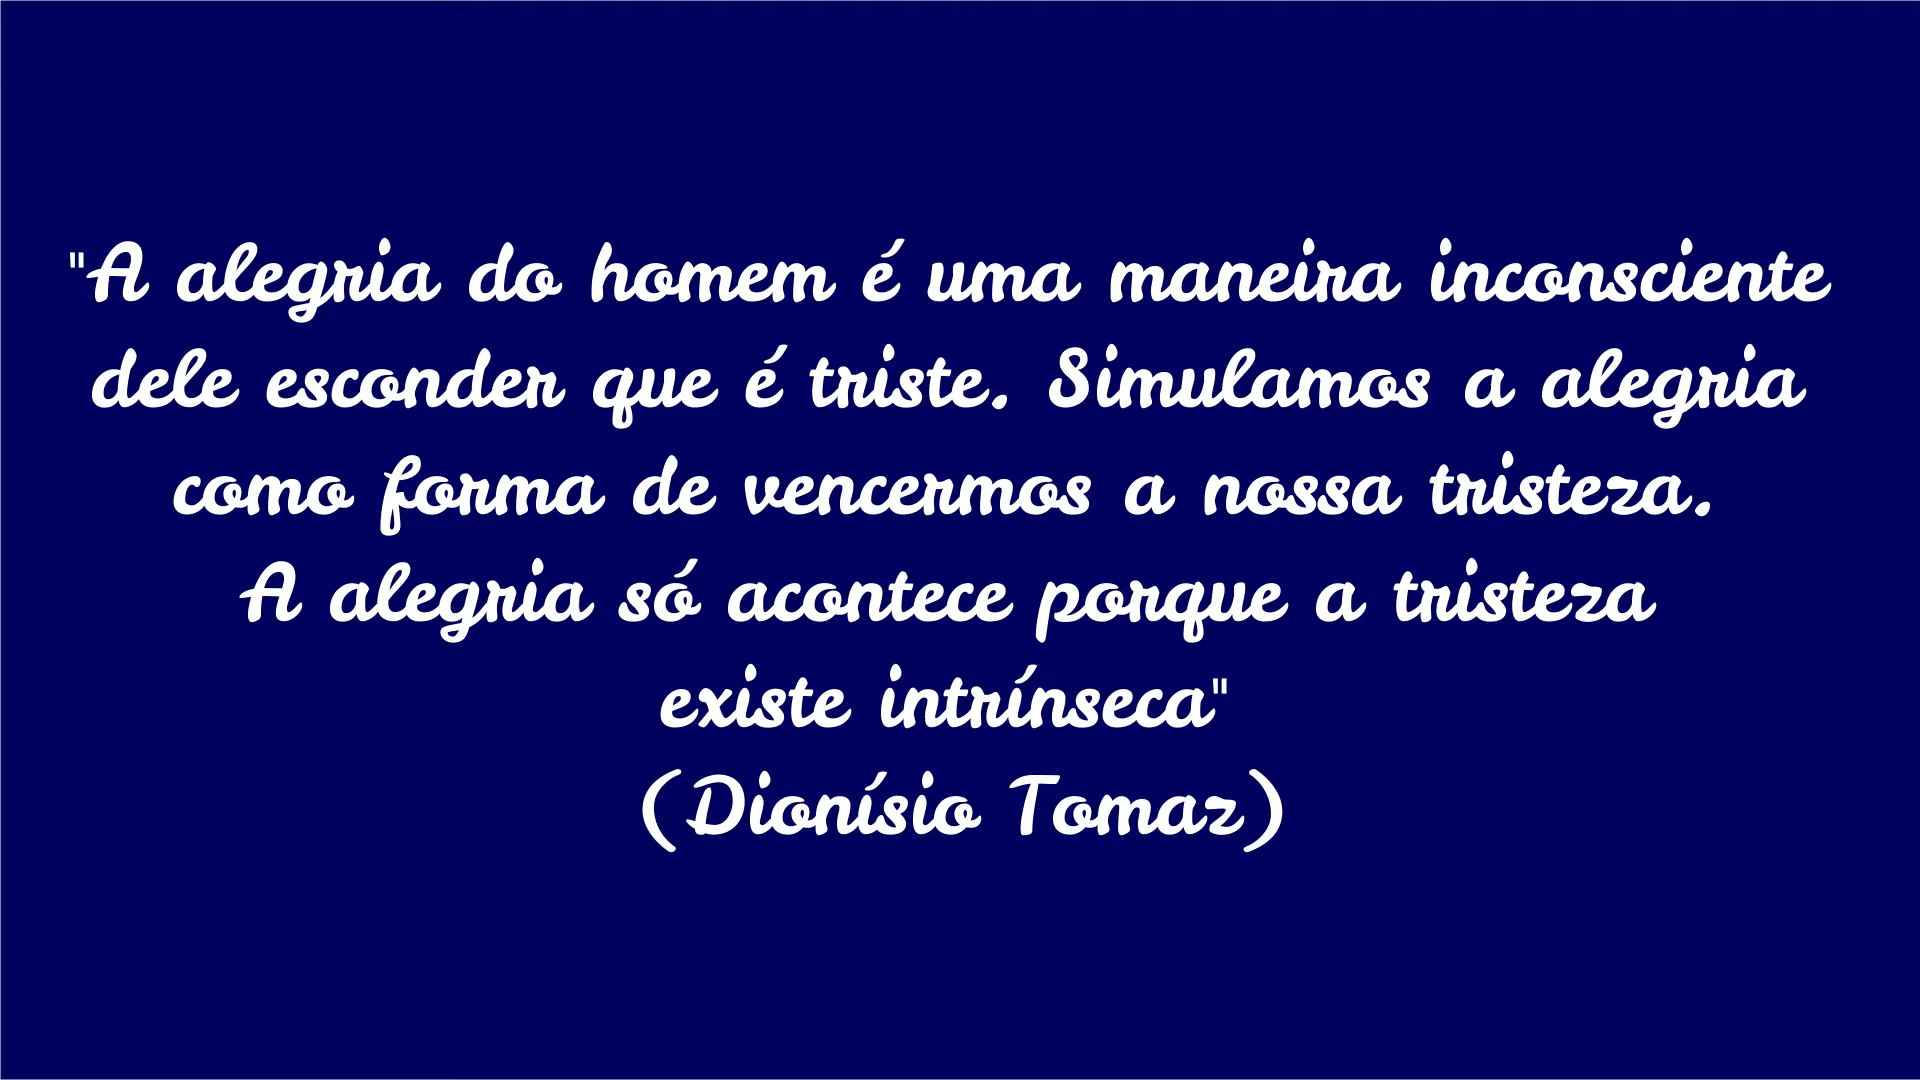 "A alegria do homem é uma maneira inconsciente
dele esconder que é triste. Simulamos a alegria
como forma de vencermos a nossa tristeza.
A alegria só acontece porque a tristeza
existe intrínseca"
(Dionísio Tomaz)